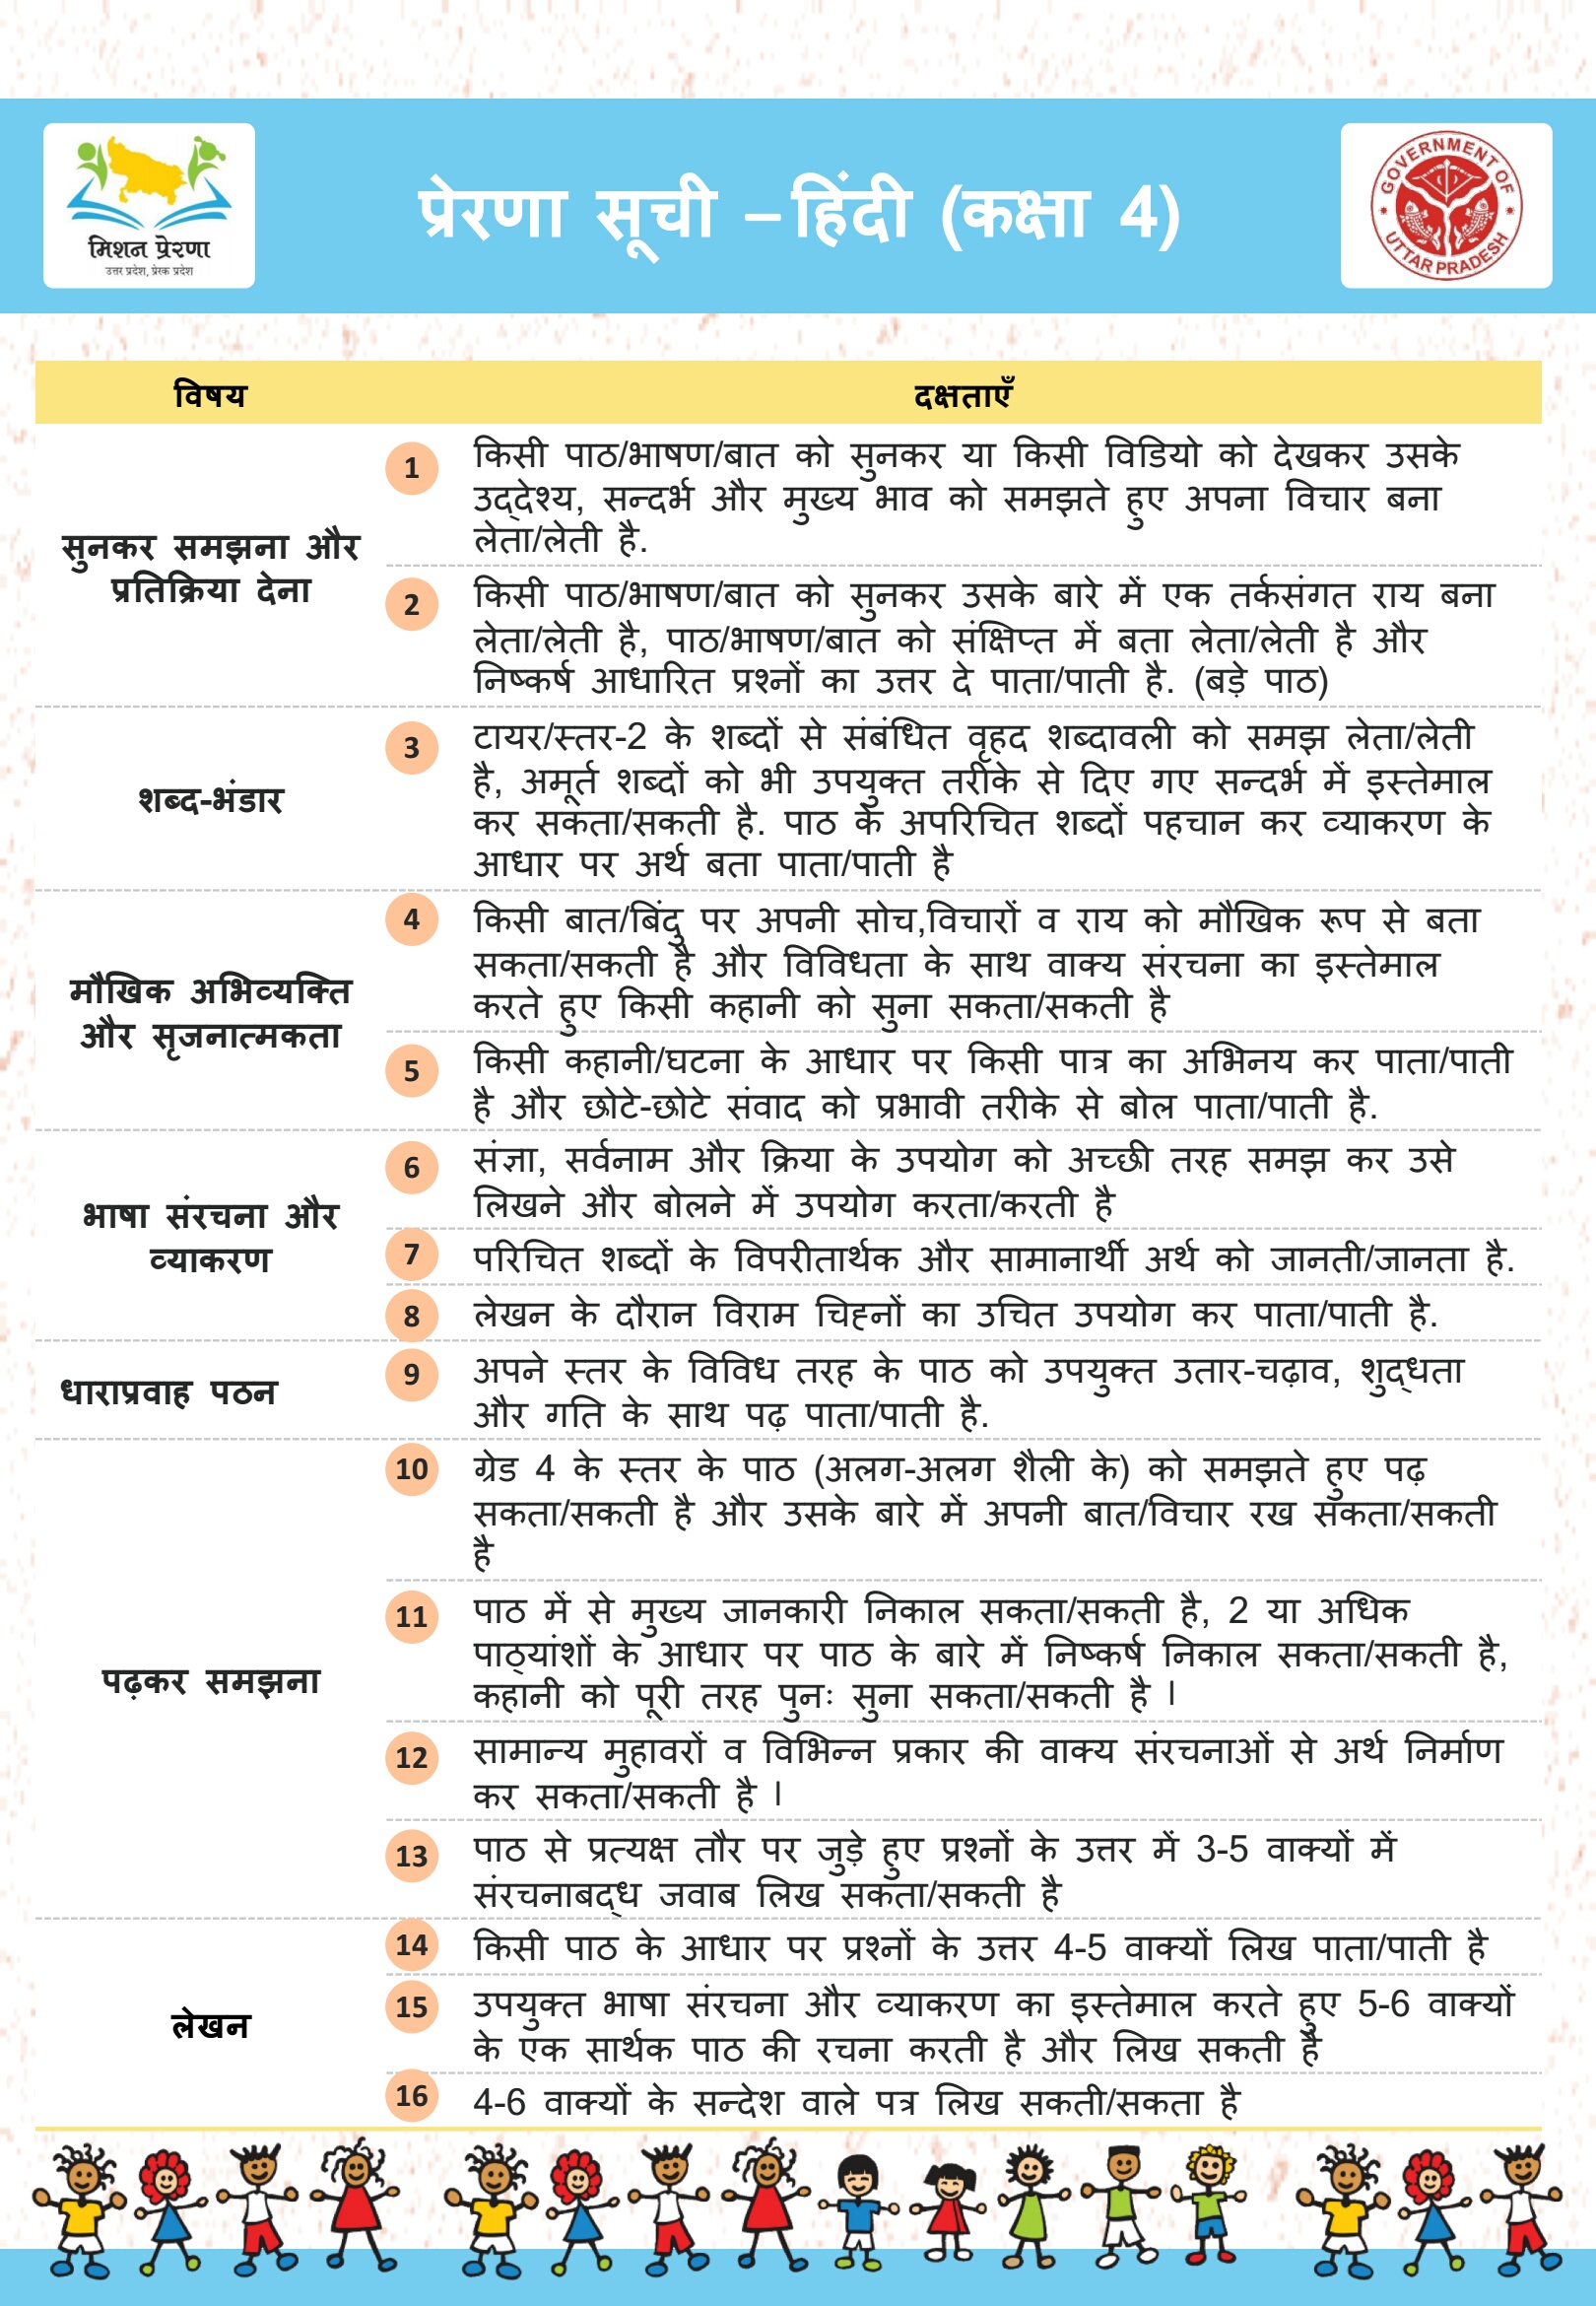 मिशन प्रेरणा
उत्तर प्रदेश, प्रेरक प्रदेश
प्रेरणा सूची – हिंदी (कक्षा 4)
GOVERNMENT OF
UTTAR PRADESH
विषय
दक्षताएँ
सुनकर समझना और
प्रतिक्रिया देना
1
किसी पाठ/भाषण/बात को सुनकर या किसी विडियो को देखकर उसके
उद्देश्य, सन्दर्भ और मुख्य भाव को समझते हुए अपना विचार बना
लेता/लेती है.
2
किसी पाठ/भाषण/बात को सुनकर उसके बारे में एक तर्कसंगत राय बना
लेता/लेती है, पाठ/भाषण/बात को संक्षिप्त में बता लेता/लेती है और
निष्कर्ष आधारित प्रश्नों का उत्तर दे पाता/पाती है. (बड़े पाठ)
शब्द-भंडार
3
टायर/स्तर-2 के शब्दों से संबंधित वृहद शब्दावली को समझ लेता/लेती
है, अमूर्त शब्दों को भी उपयुक्त तरीके से दिए गए सन्दर्भ में इस्तेमाल
कर सकता/सकती है. पाठ के अपरिचित शब्दों पहचान कर व्याकरण के
आधार पर अर्थ बता पाता/पाती है
मौखिक अभिव्यक्ति
और सृजनात्मकता
4
किसी बात/बिंदु पर अपनी सोच,विचारों व राय को मौखिक रूप से बता
सकता/सकती है और विविधता के साथ वाक्य संरचना का इस्तेमाल
करते हुए किसी कहानी को सुना सकता/सकती है
5
किसी कहानी/घटना के आधार पर किसी पात्र का अभिनय कर पाता/पाती
है और छोटे-छोटे संवाद को प्रभावी तरीके से बोल पाता/पाती है.
भाषा संरचना और
व्याकरण
6
संज्ञा, सर्वनाम और क्रिया के उपयोग को अच्छी तरह समझ कर उसे
लिखने और बोलने में उपयोग करता/करती है
7
परिचित शब्दों के विपरीतार्थक और सामानार्थी अर्थ को जानती/जानता है.
8
लेखन के दौरान विराम चिह्नों का उचित उपयोग कर पाता/पाती है.
धाराप्रवाह पठन
9
अपने स्तर के विविध तरह के पाठ को उपयुक्त उतार-चढ़ाव, शुद्धता
और गति के साथ पढ़ पाता/पाती है.
पढ़कर समझना
10
ग्रेड 4 के स्तर के पाठ (अलग-अलग शैली के) को समझते हुए पढ़
सकता/सकती है और उसके बारे में अपनी बात/विचार रख सकता/सकती
है
11
पाठ में से मुख्य जानकारी निकाल सकता/सकती है, 2 या अधिक
पाठ्यांशों के आधार पर पाठ के बारे में निष्कर्ष निकाल सकता/सकती है,
कहानी को पूरी तरह पुनः सुना सकता/सकती है ।
12
सामान्य मुहावरों व विभिन्न प्रकार की वाक्य संरचनाओं से अर्थ निर्माण
कर सकता/सकती है ।
13
पाठ से प्रत्यक्ष तौर पर जुड़े हुए प्रश्नों के उत्तर में 3-5 वाक्यों में
संरचनाबद्ध जवाब लिख सकता/सकती है
लेखन
14
किसी पाठ के आधार पर प्रश्नों के उत्तर 4-5 वाक्यों लिख पाता/पाती है
15
उपयुक्त भाषा संरचना और व्याकरण का इस्तेमाल करते हुए 5-6 वाक्यों
के एक सार्थक पाठ की रचना करती है और लिख सकती है
16
4-6 वाक्यों के सन्देश वाले पत्र लिख सकती/सकता है